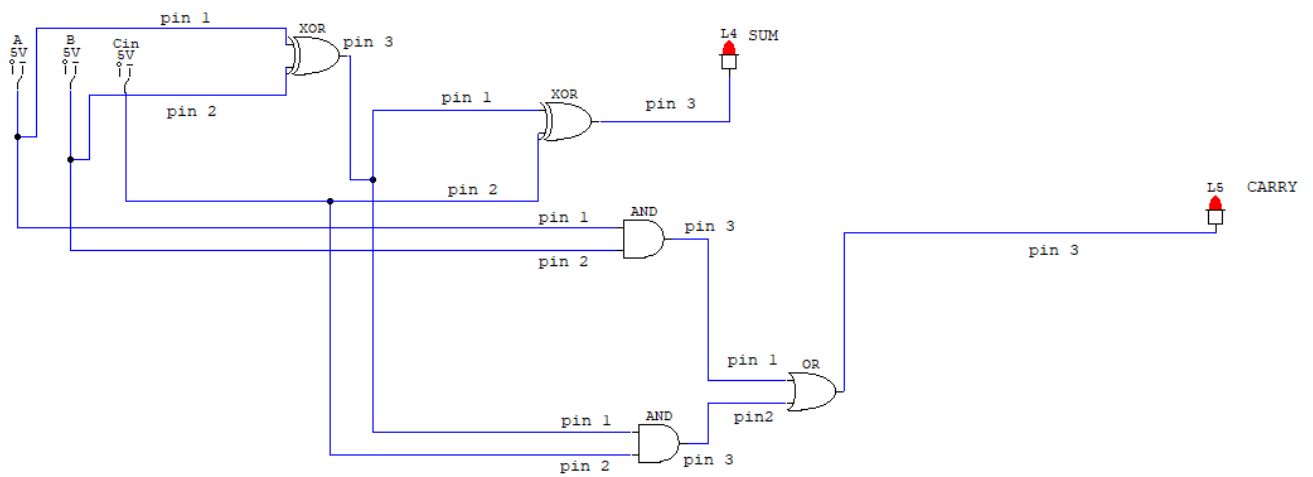 pin 1
L4 SUM
XOR
A
B
Cin
5V
5V
5V
pin 3
pin 2
pin 1
XOR
pin 3
pin 2
L5 CARRY
pin 1
AND
pin 3
pin 2
pin 3
pin 1
OR
pin2
pin 1
AND
pin 2
pin 3